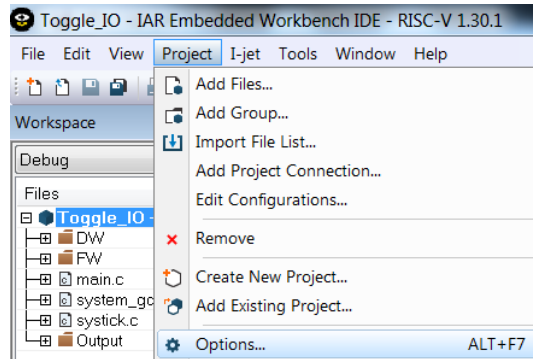 Toggle_IO - IAR Embedded Workbench IDE - RISC-V 1.30.1
File Edit View Project I-jet Tools Window Help
Add Files...
Add Group...
Workspace
Import File List...
Debug
Add Project Connection...
Files
Edit Configurations...
Toggle_IO -
DW
Remove
FW
main.c
Create New Project...
system_gd
Add Existing Project...
systick.c
Output
Options... ALT+F7